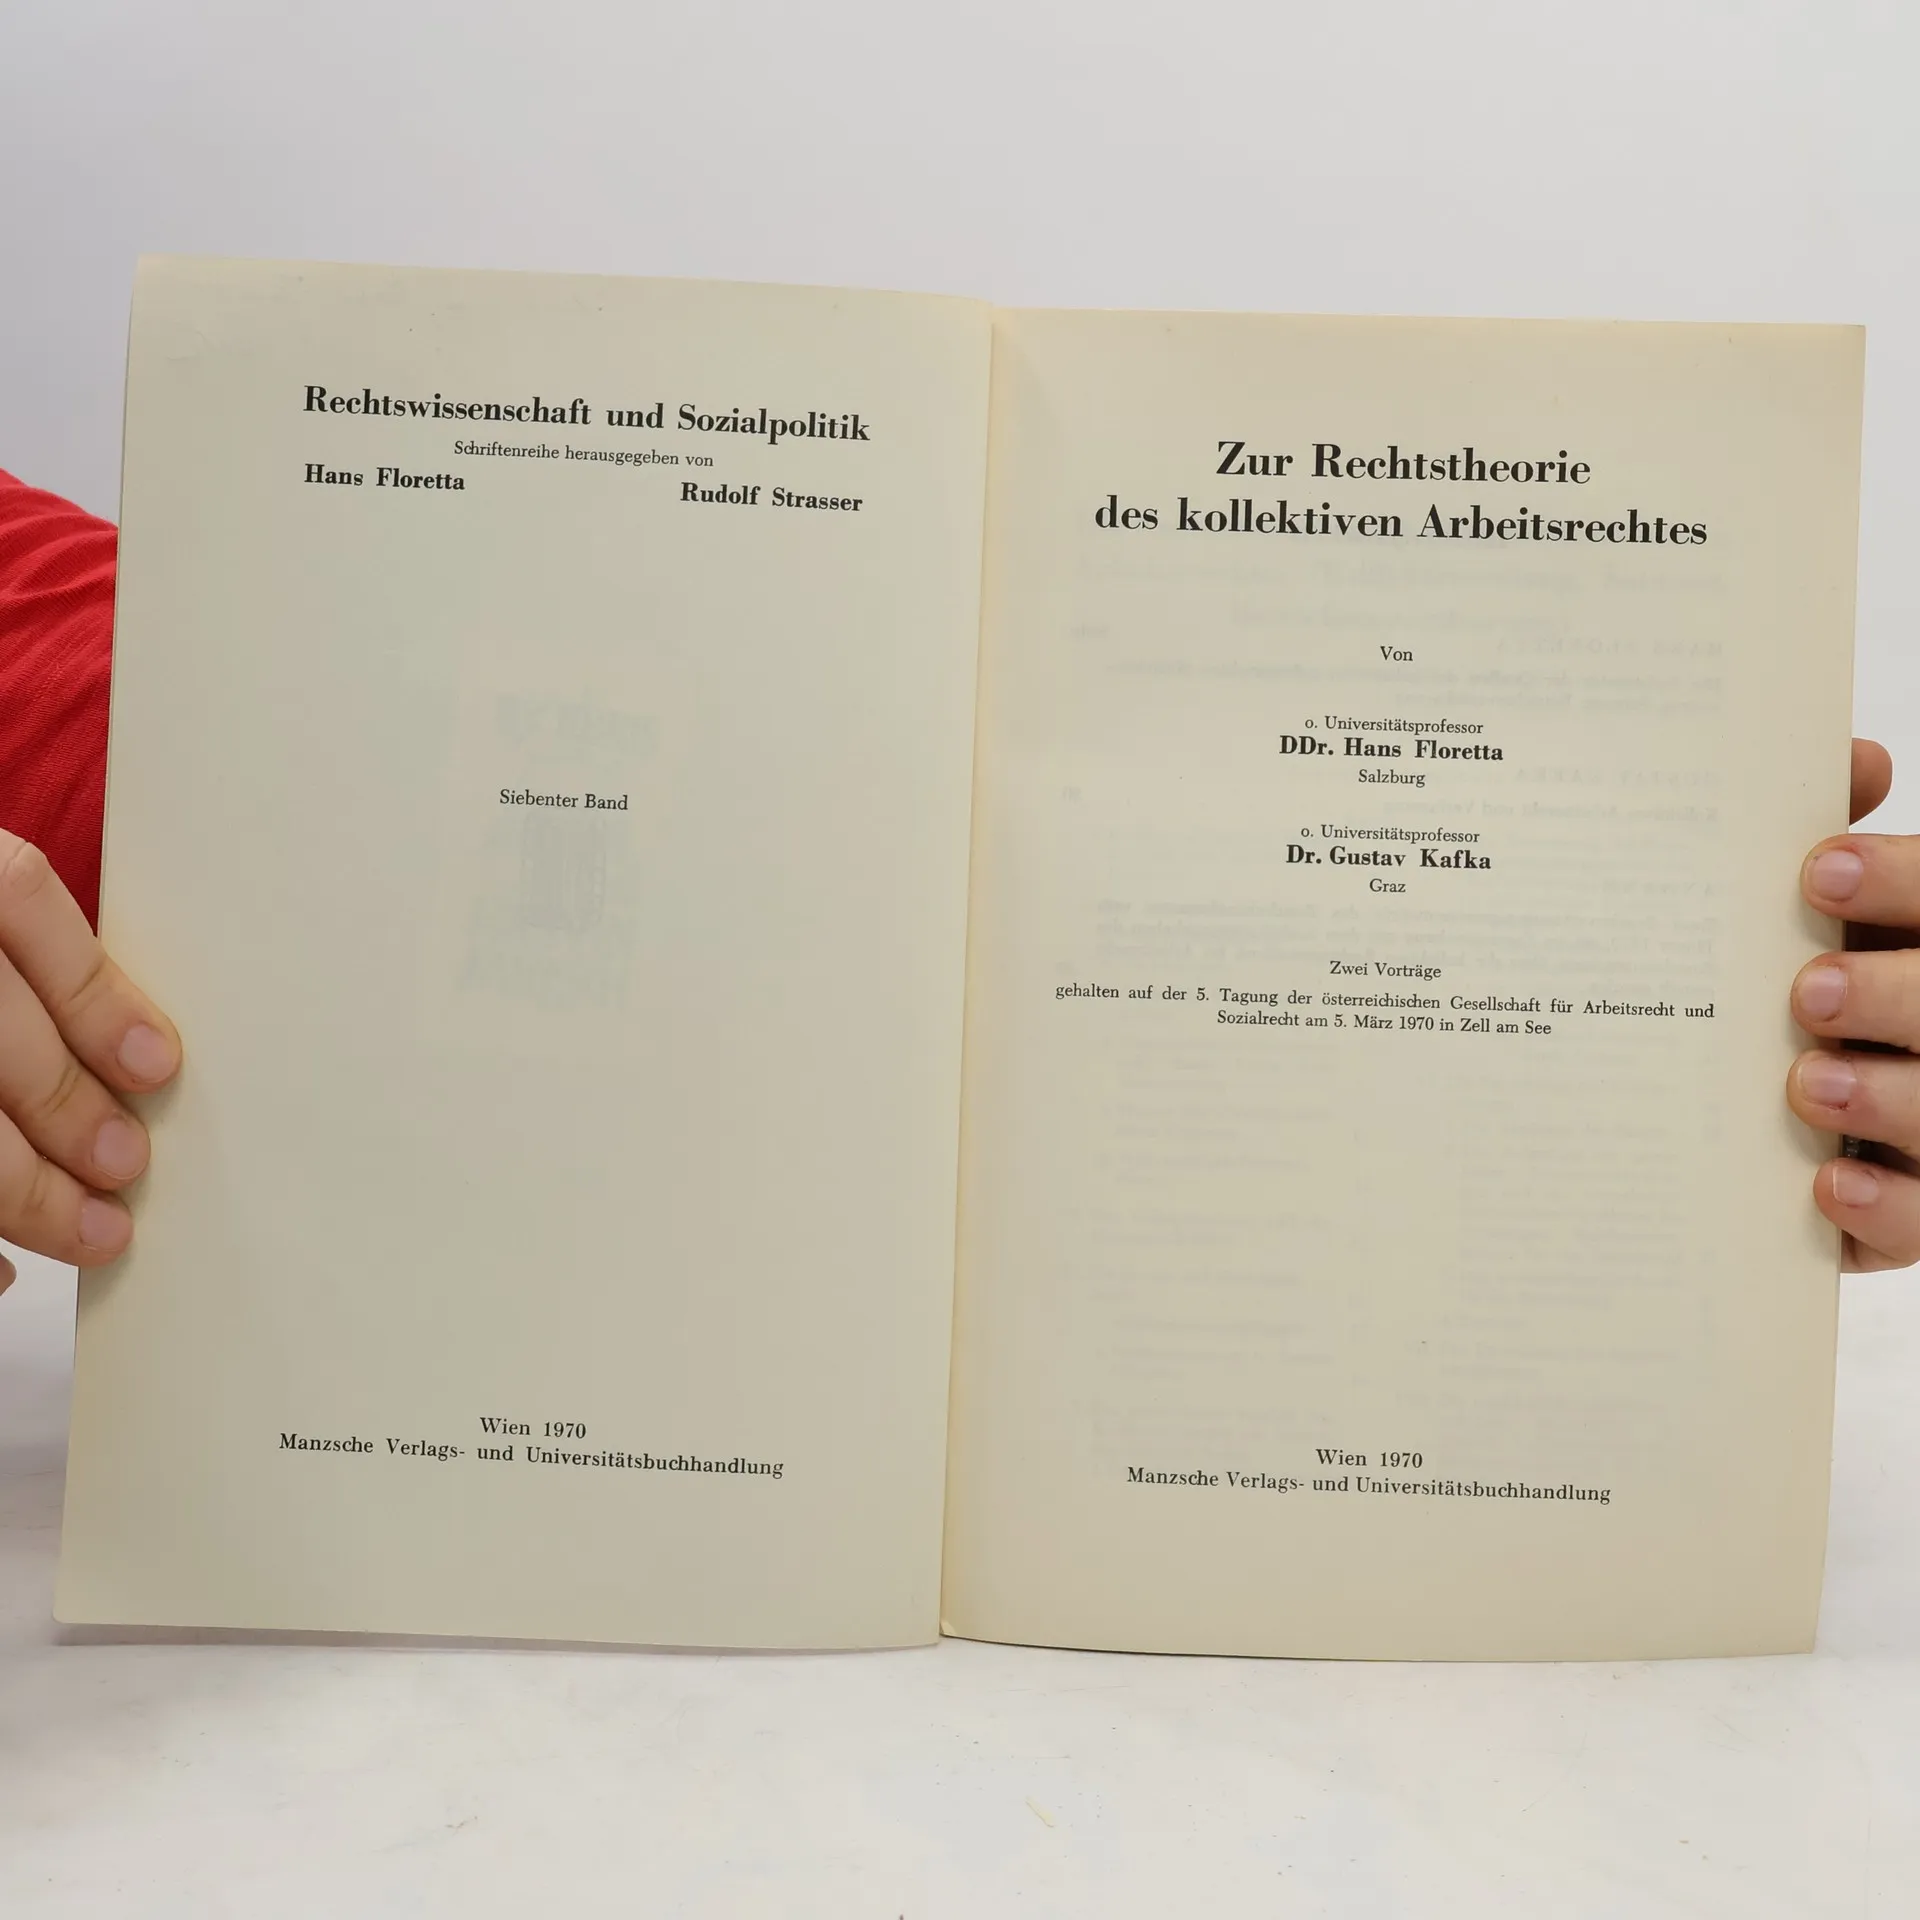 Rechtswissenschaft und Sozialpolitik
Schriftenreihe herausgegeben von
Hans Floretta Rudolf Strasser
Siebenter Band
Wien 1970
Manzsche Verlags- und Universitätsbuchhandlung
Zur Rechtstheorie
des kollektiven Arbeitsrechtes
Von
o. Universitätsprofessor
DDr. Hans Floretta
Salzburg
o. Universitätsprofessor
Dr. Gustav Kafka
Graz
Zwei Vorträge
gehalten auf der 5. Tagung der österreichischen Gesellschaft für Arbeitsrecht und
Sozialrecht am 5. März 1970 in Zell am See
Wien 1970
Manzsche Verlags- und Universitätsbuchhandlung